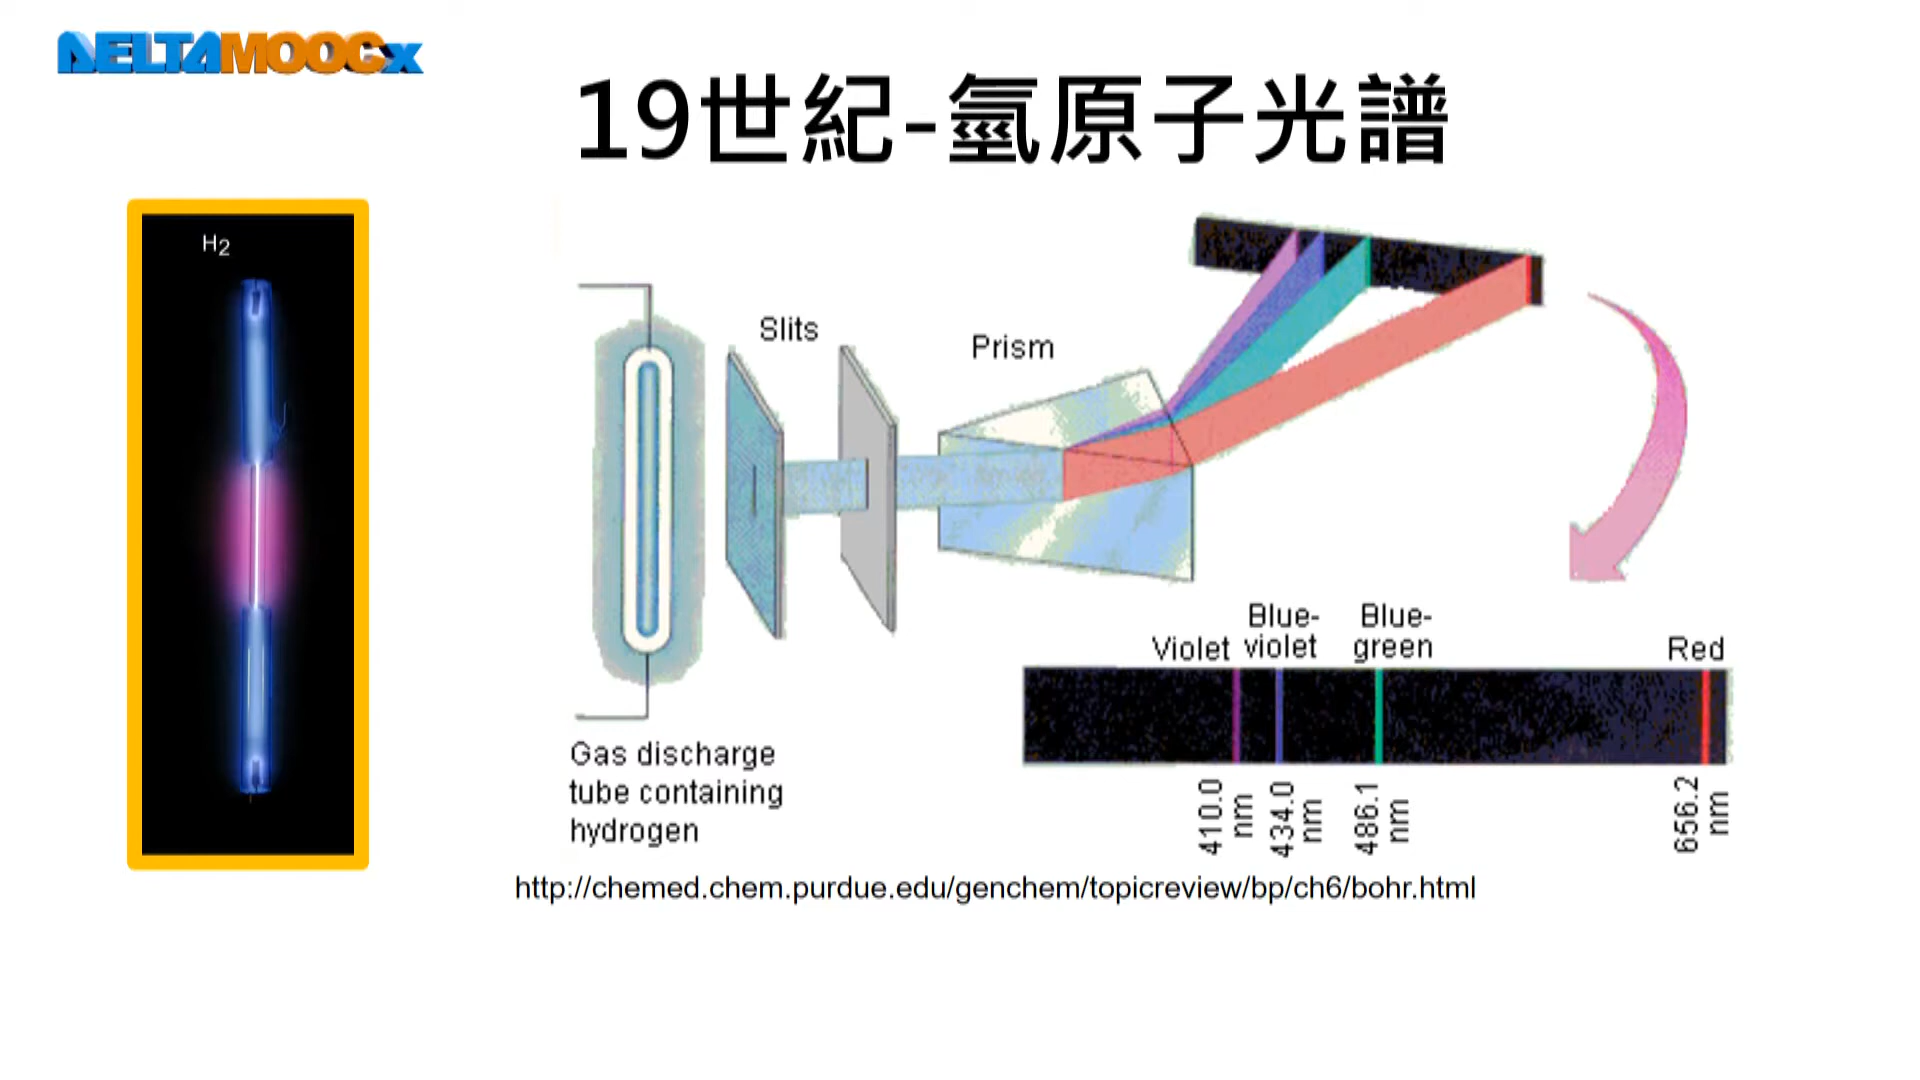 DELTAMOOCx
19世紀-氫原子光譜
H2
Slits
Prism
Gas discharge
tube containing
hydrogen
Violet
Blue-
violet
Blue-
green
Red
410.0
nm
434.0
nm
486.1
nm
656.2
nm
http://chemed.chem.purdue.edu/genchem/topicreview/bp/ch6/bohr.html